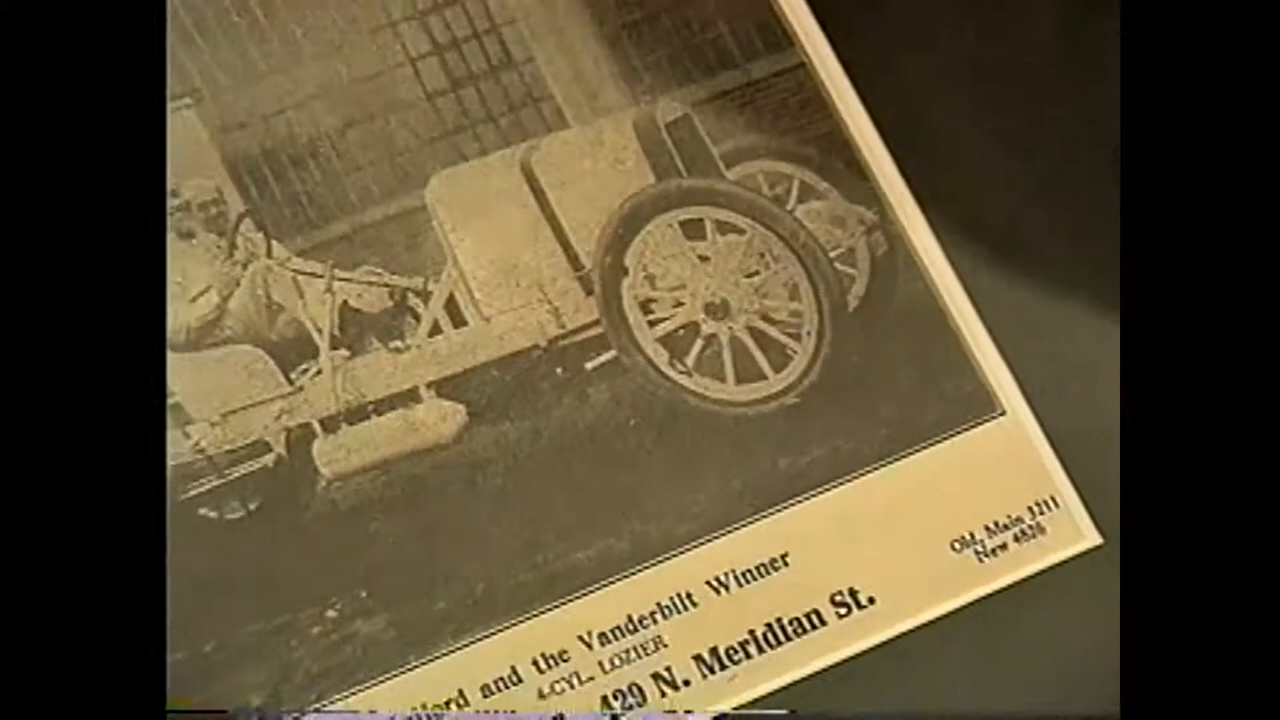 and the Vanderbilt Winner
4-CYL. LOZIER
429 N. Meridian St.
Old, Main 3211
New 4826